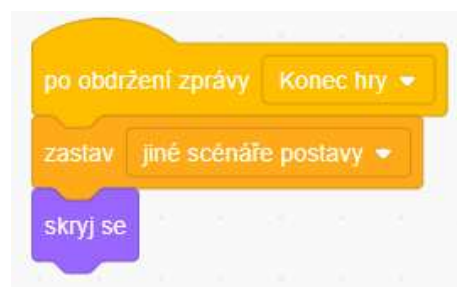 po obdržení zprávy Konec hry
zastav jiné scénáře postavy
skryj se